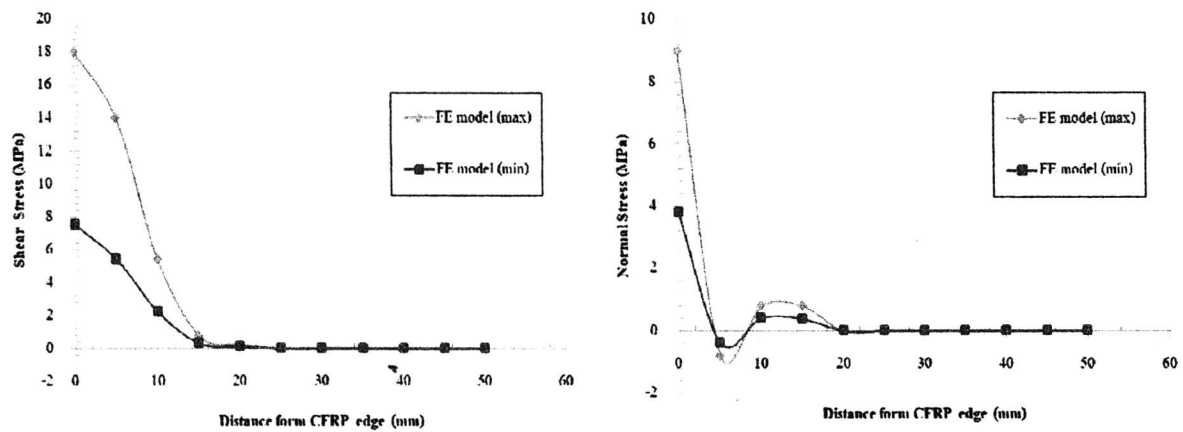 20
18
16
14
12
10
8
6
4
2
0
-2
Shear Stress (MPa)
FE model (max)
FE model (min)
0 10 20 30 40 50 60
Distance form CFRP edge (mm)
10
8
6
4
2
0
-2
Normal Stress (MPa)
FE model (max)
FE model (min)
0 10 20 30 40 50 60
Distance form CFRP edge (mm)